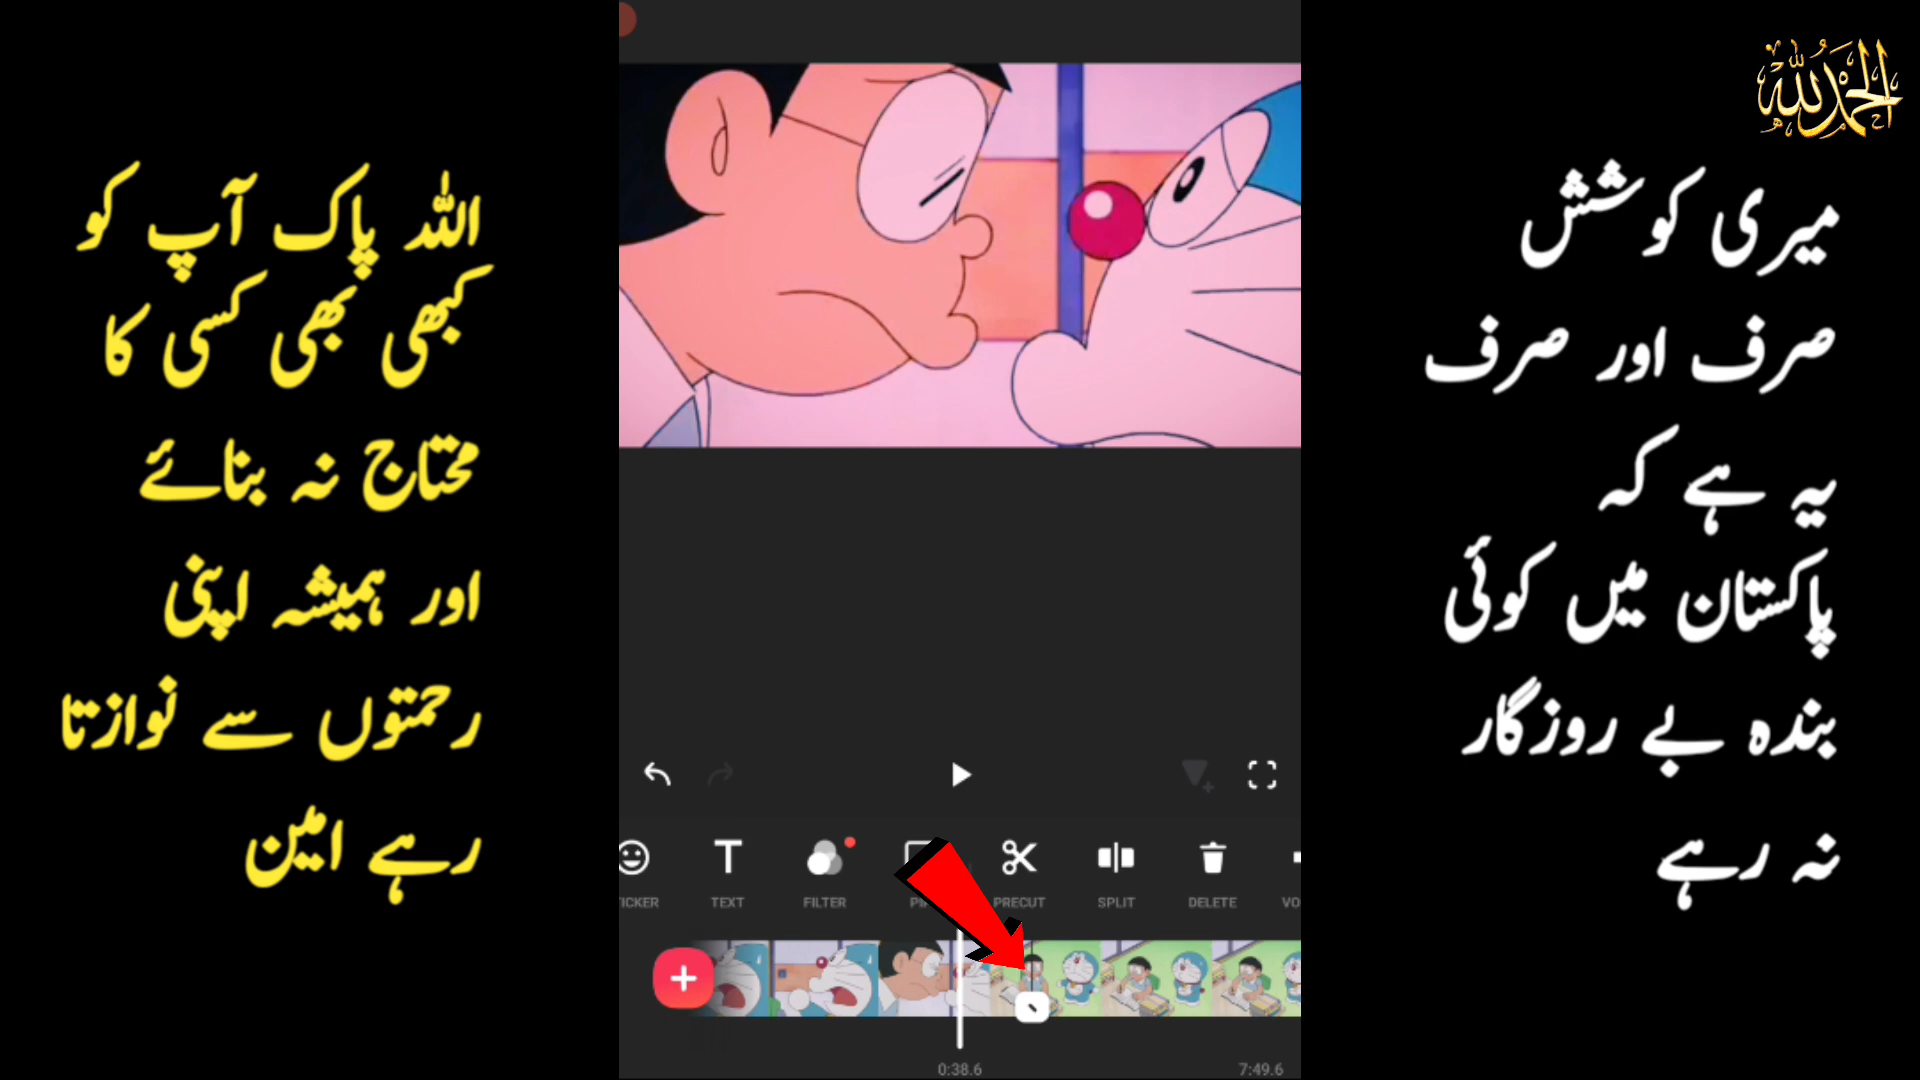 الحمدللہ
میری کوشش
صرف اور صرف
یہ ہے کہ
پاکستان میں کوئی
بندہ بے روزگار
نہ رہے
اللہ پاک آپ کو
کبھی بھی کسی کا
محتاج نہ بنائے
اور ہمیشہ اپنی
رحمتوں سے نوازتا
رہے امین
TICKER TEXT FILTER PRECUT SPLIT DELETE VO
0:38.6 7:49.6